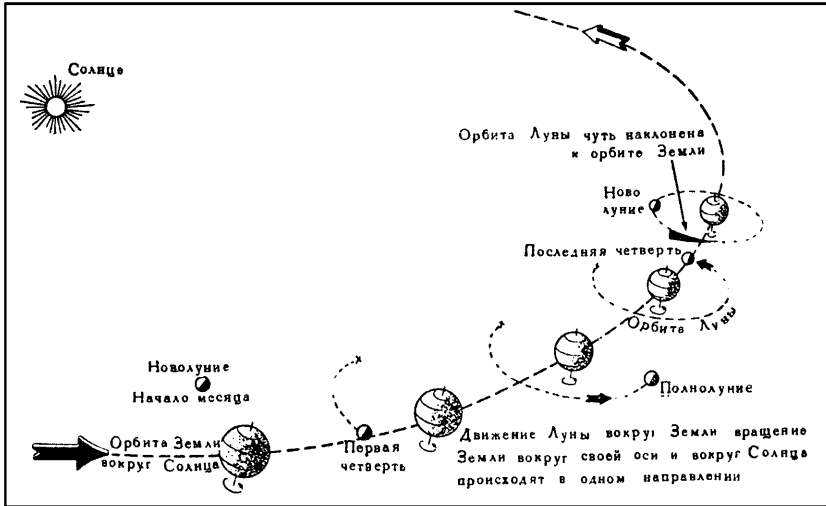 Солнце
Орбита Луны чуть наклонена
к орбите Земли
Ново
луние
Последняя четверть
Орбита Луны
Новолуние
Начало месяца
Полнолуние
Орбита Земли
вокруг Солнца
Первая
четверть
Движение Луны вокруг Земли вращение
Земли вокруг своей оси и вокруг Солнца
происходят в одном направлении